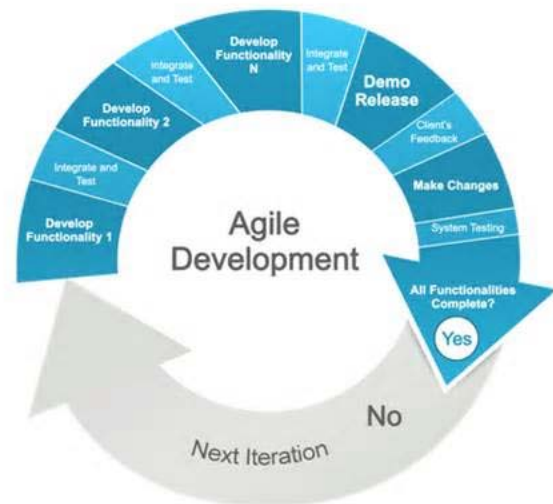 Develop
Functionality 1
Integrate and
Test
Develop
Functionality 2
Integrate
and Test
Develop
Functionality
N
Integrate
and Test
Demo
Release
Client's
Feedback
Make Changes
System Testing
All Functionalities
Complete?
Yes
No
Next Iteration
Agile
Development